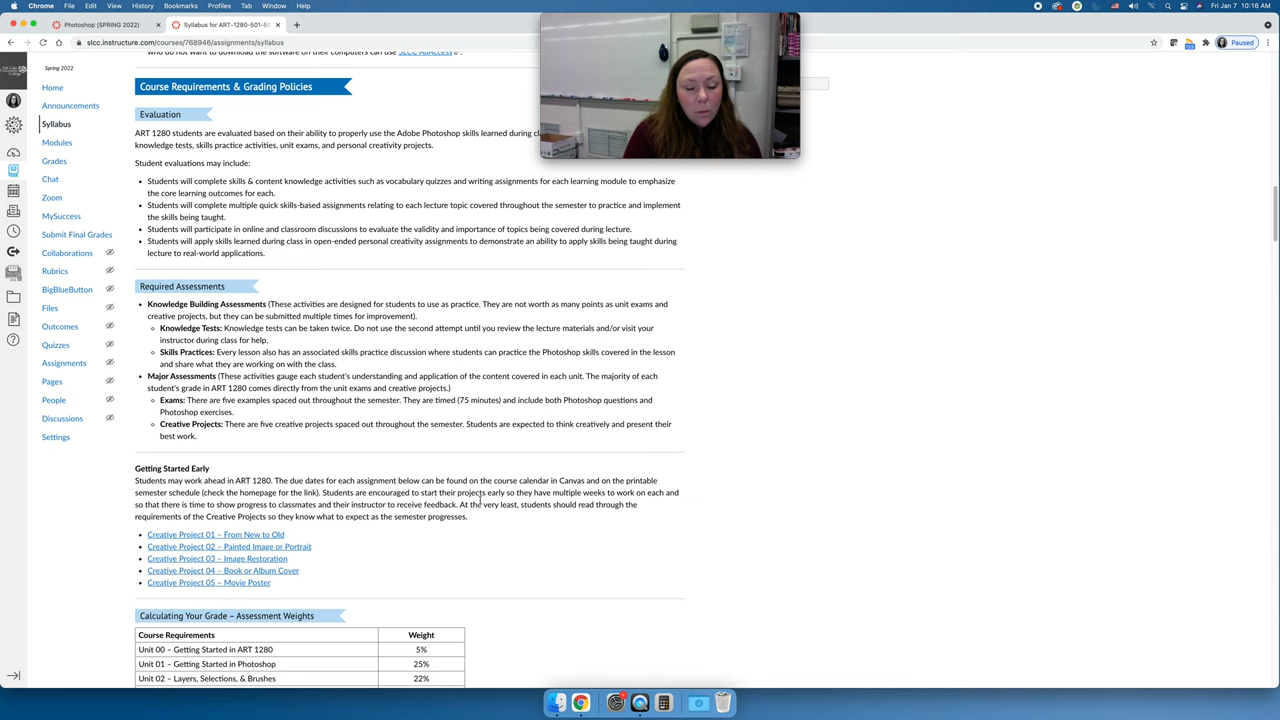 Chrome File Edit View History Bookmarks Profiles Tab Window Help
Fri Jan 7 10:16 AM
Photoshop (SPRING 2022)
Syllabus for ART-1280-501-S0
slcc.instructure.com/courses/768946/assignments/syllabus
Paused
who do not want to download the software on their computers can use SLCC AnyAccess
Spring 2022
Home
Announcements
Syllabus
Modules
Grades
Chat
Zoom
MySuccess
Submit Final Grades
Collaborations
Rubrics
BigBlueButton
Files
Outcomes
Quizzes
Assignments
Pages
People
Discussions
Settings
Course Requirements & Grading Policies
Evaluation
ART 1280 students are evaluated based on their ability to properly use the Adobe Photoshop skills learned during cl
knowledge tests, skills practice activities, unit exams, and personal creativity projects.
Student evaluations may include:
• Students will complete skills & content knowledge activities such as vocabulary quizzes and writing assignments for each learning module to emphasize
the core learning outcomes for each.
• Students will complete multiple quick skills-based assignments relating to each lecture topic covered throughout the semester to practice and implement
the skills being taught.
• Students will participate in online and classroom discussions to evaluate the validity and importance of topics being covered during lecture.
• Students will apply skills learned during class in open-ended personal creativity assignments to demonstrate an ability to apply skills being taught during
lecture to real-world applications.
Required Assessments
• Knowledge Building Assessments (These activities are designed for students to use as practice. They are not worth as many points as unit exams and
creative projects, but they can be submitted multiple times for improvement).
Knowledge Tests: Knowledge tests can be taken twice. Do not use the second attempt until you review the lecture materials and/or visit your
instructor during class for help.
Skills Practices: Every lesson also has an associated skills practice discussion where students can practice the Photoshop skills covered in the lesson
and share what they are working on with the class.
• Major Assessments (These activities gauge each student's understanding and application of the content covered in each unit. The majority of each
student's grade in ART 1280 comes directly from the unit exams and creative projects.)
Exams: There are five examples spaced out throughout the semester. They are timed (75 minutes) and include both Photoshop questions and
Photoshop exercises.
Creative Projects: There are five creative projects spaced out throughout the semester. Students are expected to think creatively and present their
best work.
Getting Started Early
Students may work ahead in ART 1280. The due dates for each assignment below can be found on the course calendar in Canvas and on the printable
semester schedule (check the homepage for the link). Students are encouraged to start their projects early so they have multiple weeks to work on each and
so that there is time to show progress to classmates and their instructor to receive feedback. At the very least, students should read through the
requirements of the Creative Projects so they know what to expect as the semester progresses.
• Creative Project 01 – From New to Old
• Creative Project 02 – Painted Image or Portrait
• Creative Project 03 – Image Restoration
• Creative Project 04 – Book or Album Cover
• Creative Project 05 – Movie Poster
Calculating Your Grade – Assessment Weights
Course Requirements Weight
Unit 00 – Getting Started in ART 1280 5%
Unit 01 – Getting Started in Photoshop 25%
Unit 02 – Layers, Selections, & Brushes 22%